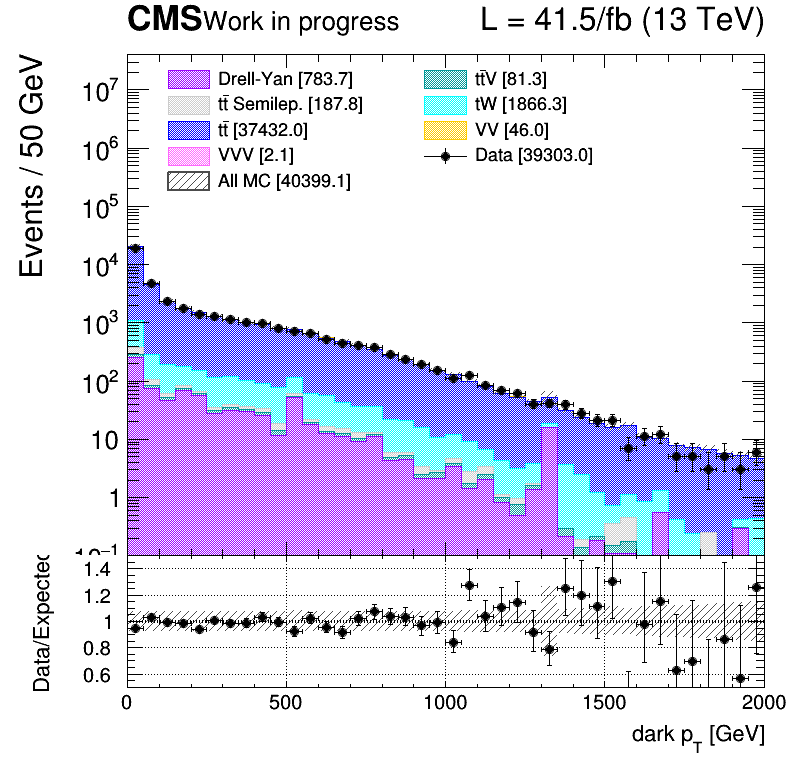 CMS Work in progress L = 41.5/fb (13 TeV)
Events / 50 GeV
Drell-Yan [783.7] tt̄V [81.3]
tt̄ Semilep. [187.8] tW [1866.3]
tt̄ [37432.0] VV [46.0]
VVV [2.1] Data [39303.0]
All MC [40399.1]
10⁷
10⁶
10⁵
10⁴
10³
10²
10
1
10⁻¹
Data/Expected
1.4
1.2
1
0.8
0.6
0 500 1000 1500 2000
dark p_T [GeV]